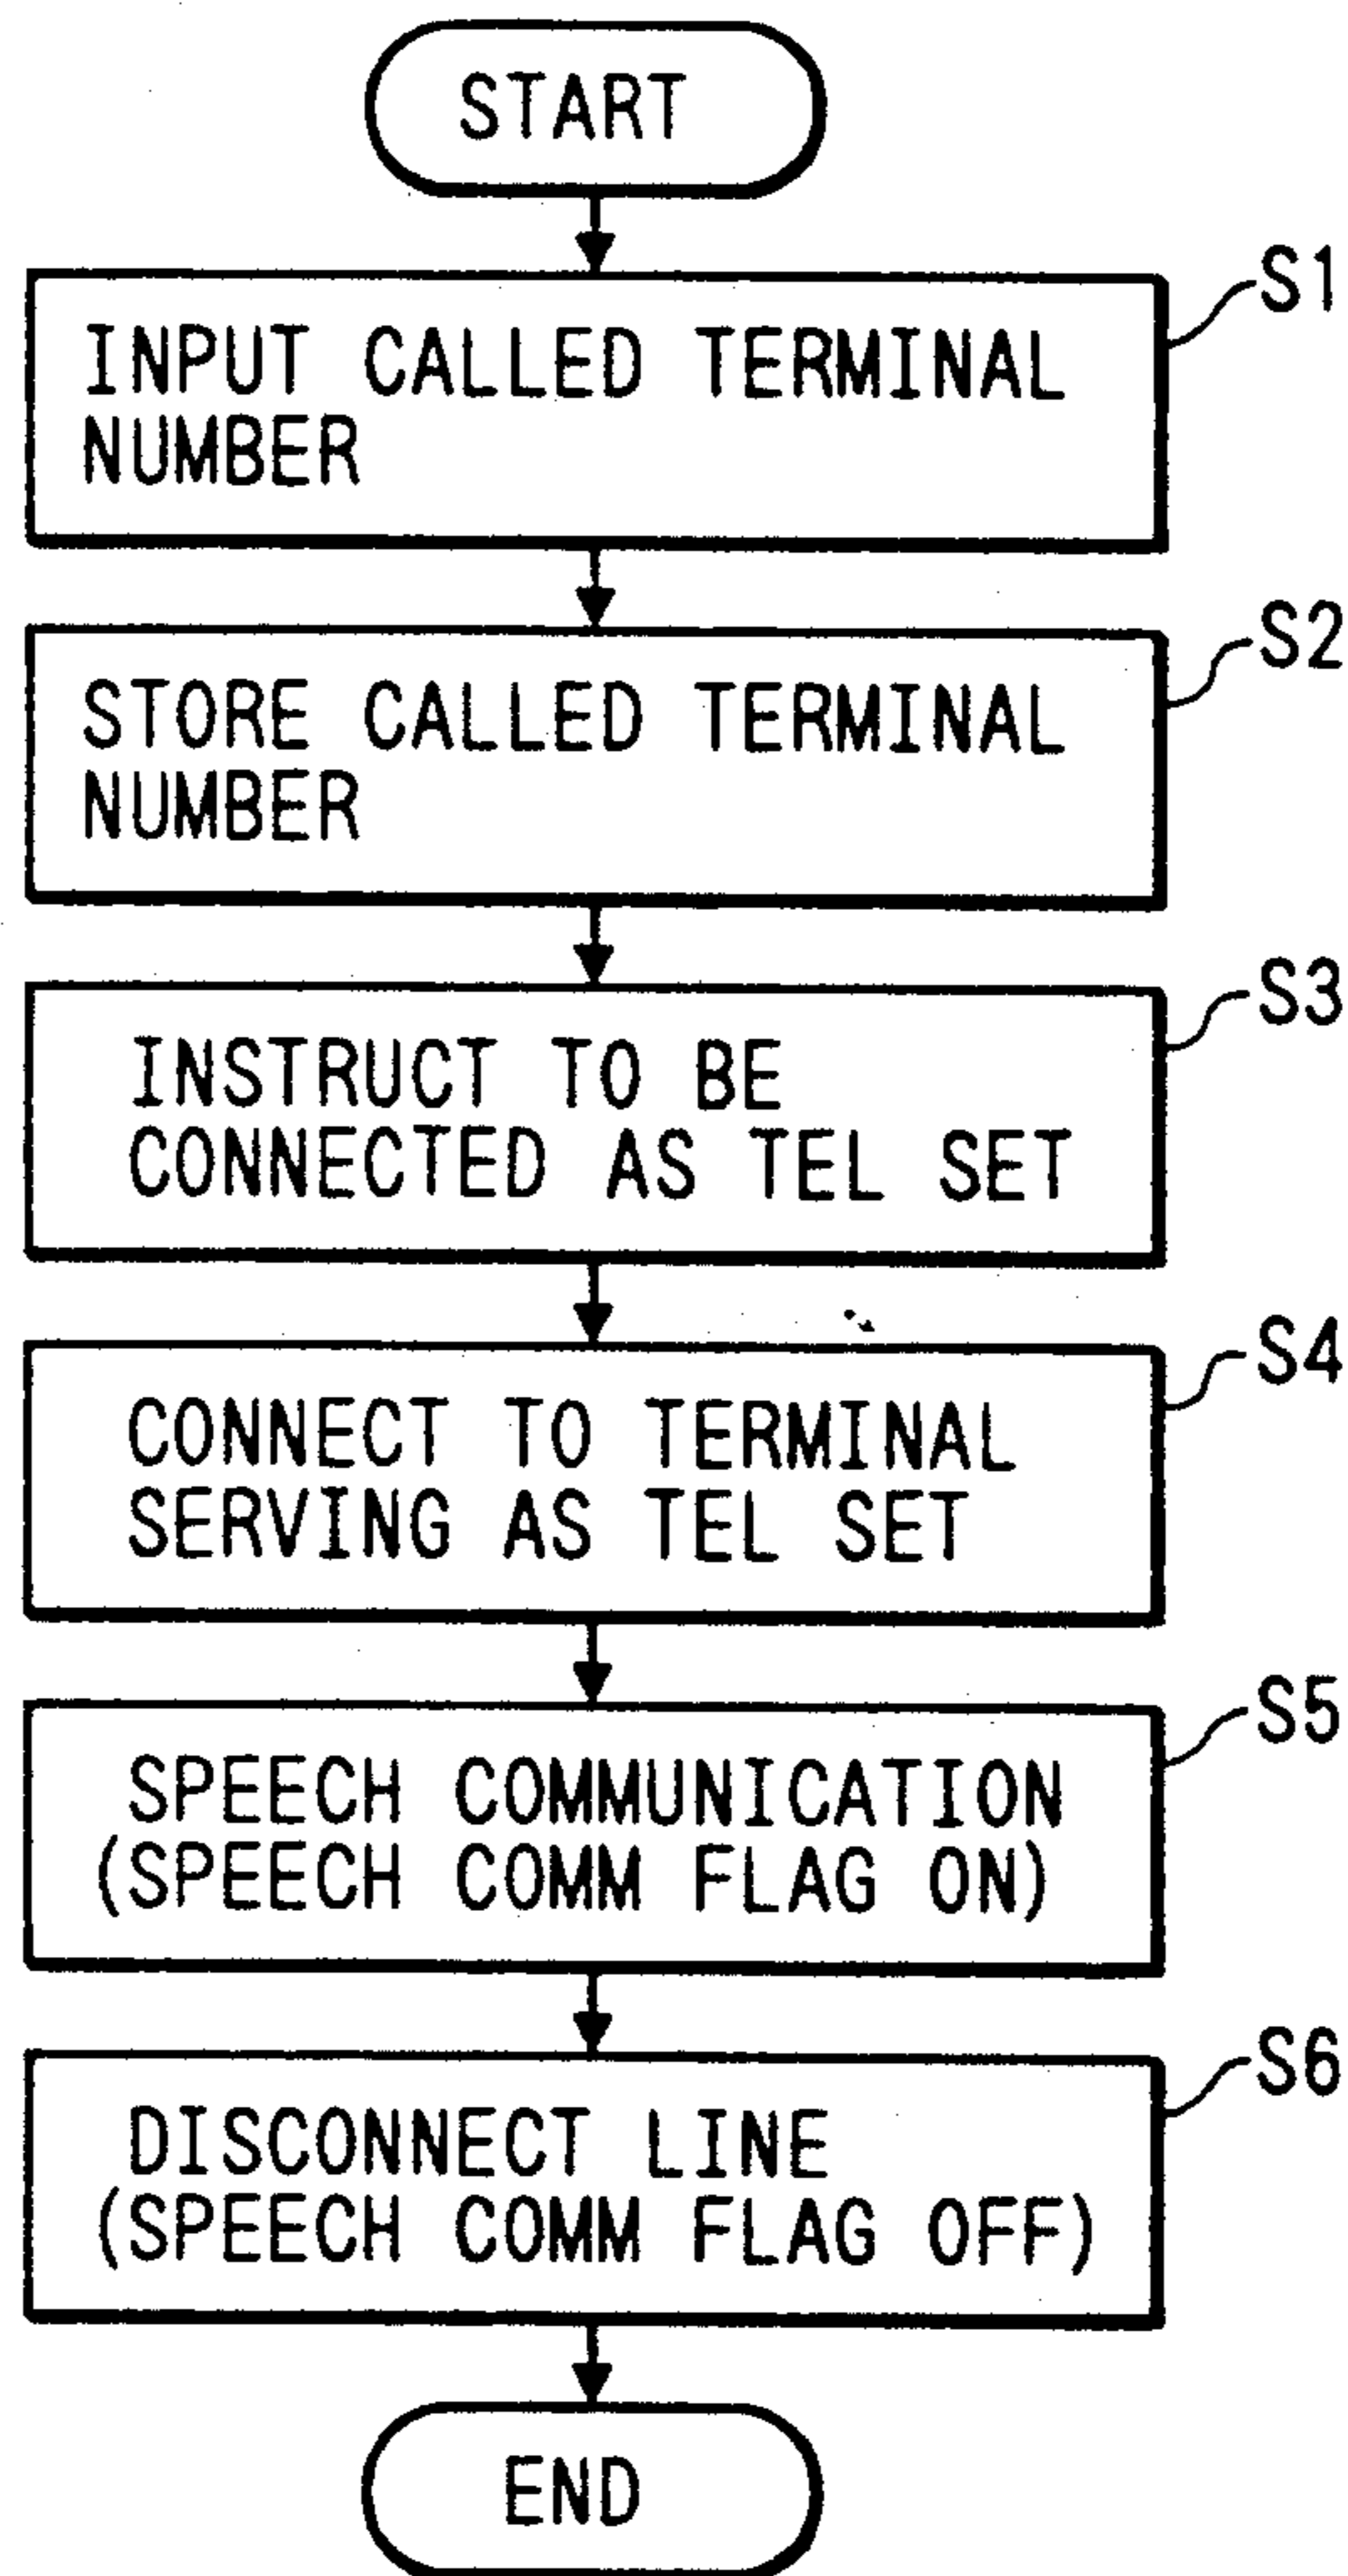 START
S1
INPUT CALLED TERMINAL
NUMBER
S2
STORE CALLED TERMINAL
NUMBER
S3
INSTRUCT TO BE
CONNECTED AS TEL SET
S4
CONNECT TO TERMINAL
SERVING AS TEL SET
S5
SPEECH COMMUNICATION
(SPEECH COMM FLAG ON)
S6
DISCONNECT LINE
(SPEECH COMM FLAG OFF)
END